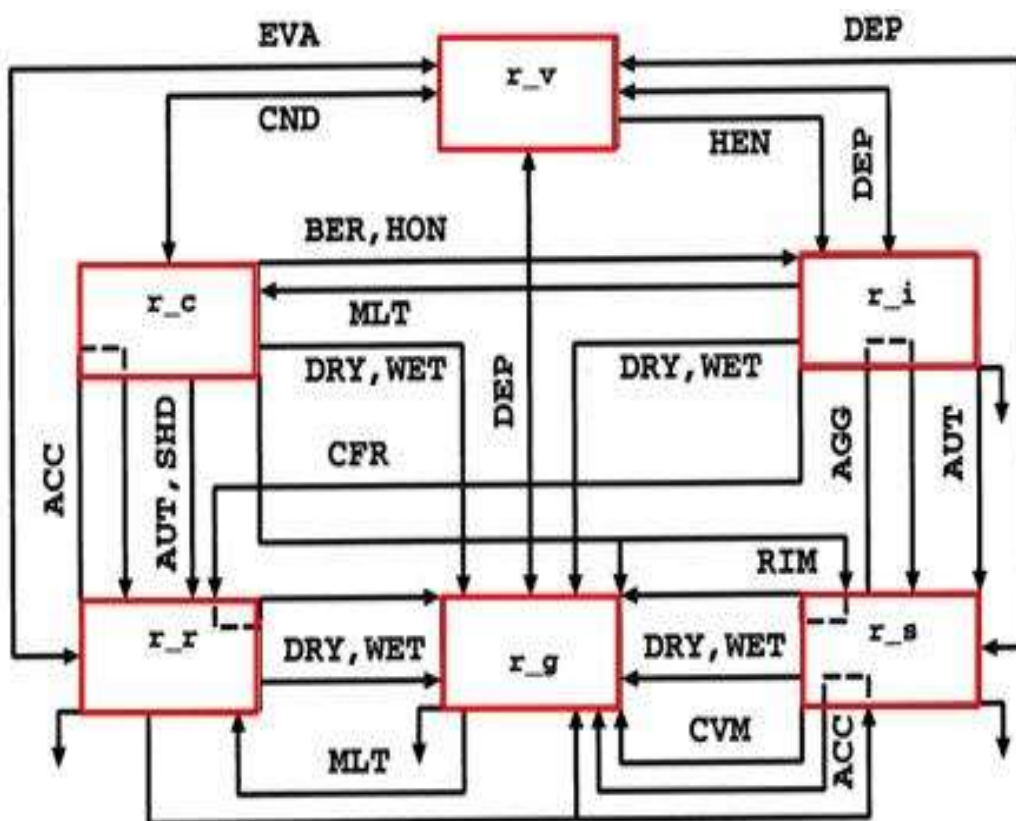 EVA
DEP
r_v
CND
HEN
DEP
BER,HON
r_c
r_i
MLT
DRY,WET
DEP
DRY,WET
ACC
AUT,SHD
CFR
AGG
AUT
RIM
r_r
DRY,WET
r_g
DRY,WET
r_s
MLT
CVM
ACC